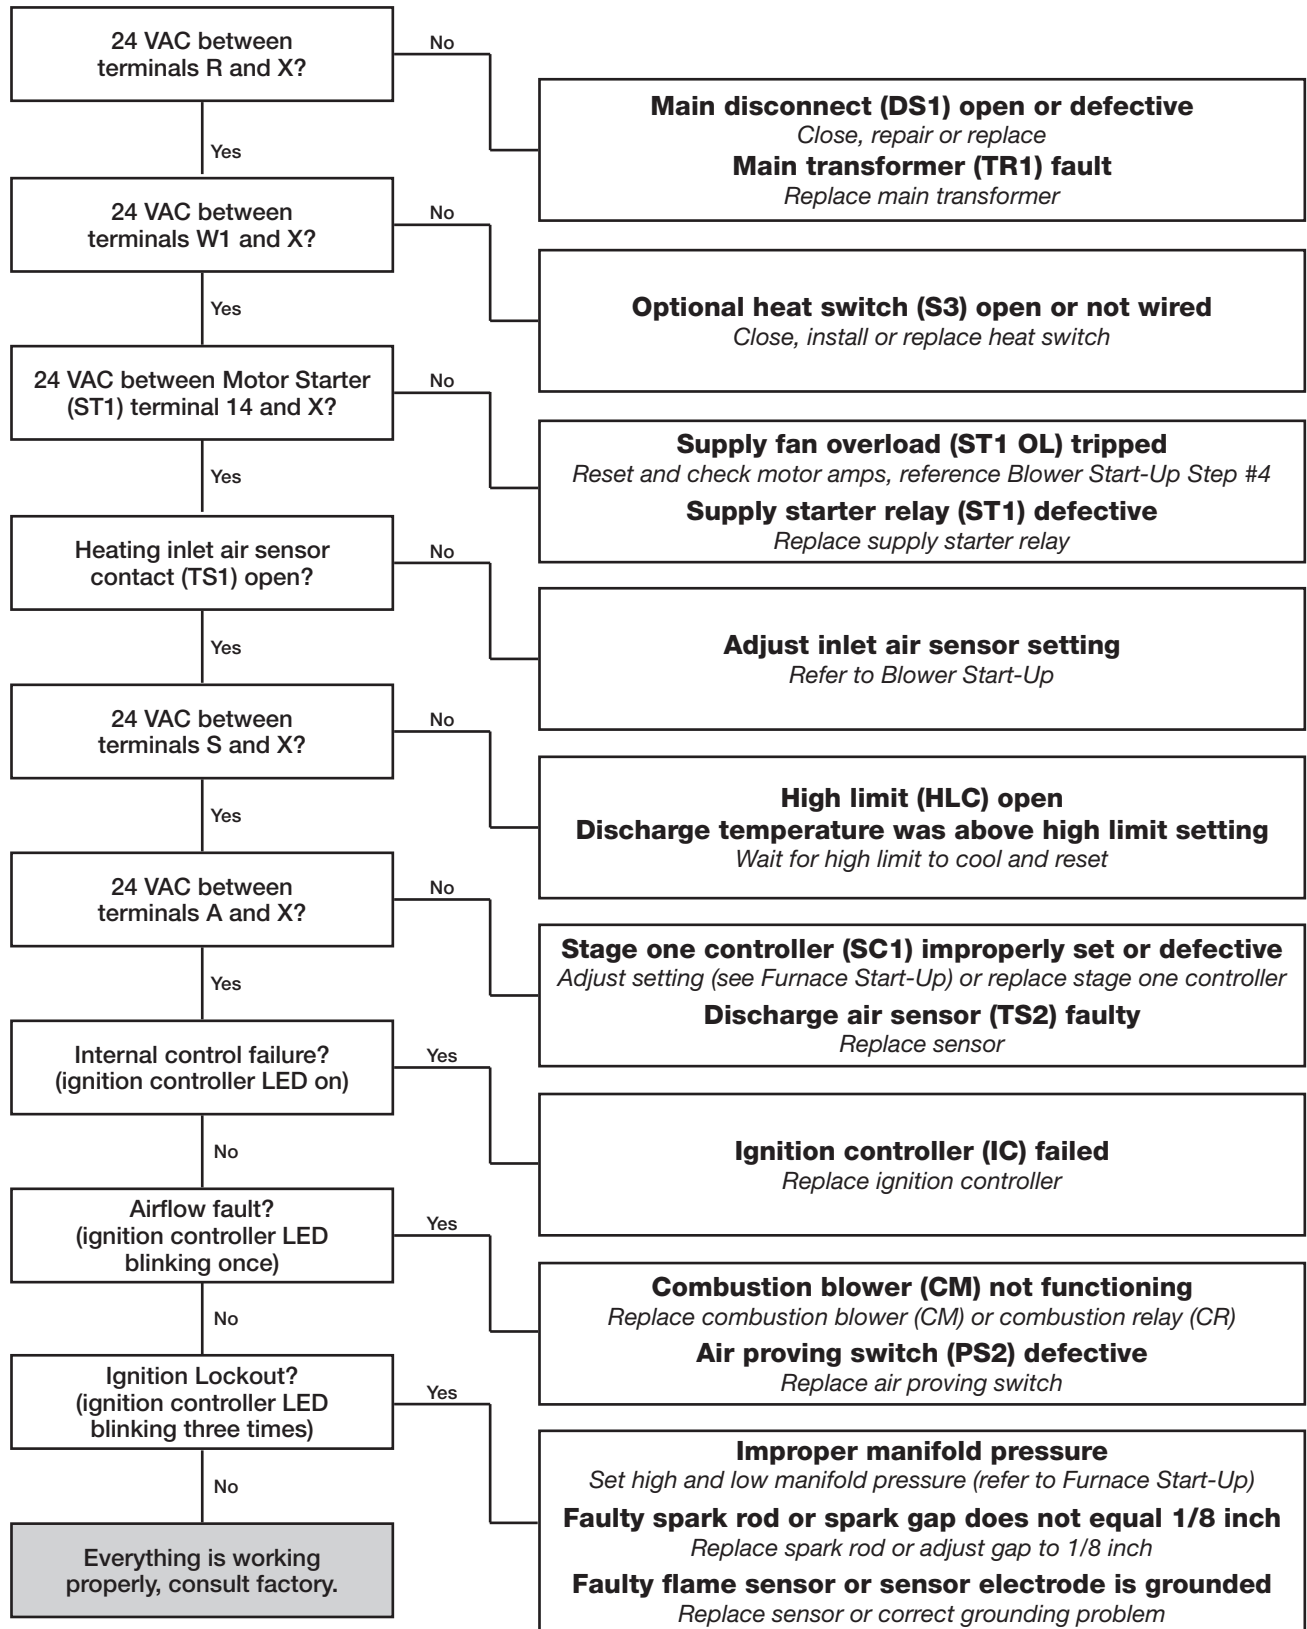 24 VAC between
terminals R and X?
No
Main disconnect (DS1) open or defective
Close, repair or replace
Main transformer (TR1) fault
Replace main transformer
Yes
24 VAC between
terminals W1 and X?
No
Optional heat switch (S3) open or not wired
Close, install or replace heat switch
Yes
24 VAC between Motor Starter
(ST1) terminal 14 and X?
No
Supply fan overload (ST1 OL) tripped
Reset and check motor amps, reference Blower Start-Up Step #4
Supply starter relay (ST1) defective
Replace supply starter relay
Yes
Heating inlet air sensor
contact (TS1) open?
No
Adjust inlet air sensor setting
Refer to Blower Start-Up
Yes
24 VAC between
terminals S and X?
No
High limit (HLC) open
Discharge temperature was above high limit setting
Wait for high limit to cool and reset
Yes
24 VAC between
terminals A and X?
No
Stage one controller (SC1) improperly set or defective
Adjust setting (see Furnace Start-Up) or replace stage one controller
Discharge air sensor (TS2) faulty
Replace sensor
Yes
Internal control failure?
(ignition controller LED on)
Yes
Ignition controller (IC) failed
Replace ignition controller
No
Airflow fault?
(ignition controller LED
blinking once)
Yes
Combustion blower (CM) not functioning
Replace combustion blower (CM) or combustion relay (CR)
Air proving switch (PS2) defective
Replace air proving switch
No
Ignition Lockout?
(ignition controller LED
blinking three times)
Yes
Improper manifold pressure
Set high and low manifold pressure (refer to Furnace Start-Up)
Faulty spark rod or spark gap does not equal 1/8 inch
Replace spark rod or adjust gap to 1/8 inch
Faulty flame sensor or sensor electrode is grounded
Replace sensor or correct grounding problem
No
Everything is working
properly, consult factory.